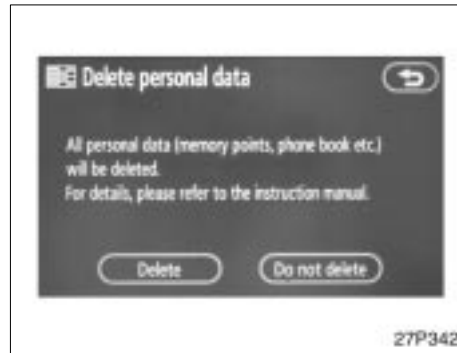 Delete personal data
All personal data (memory points, phone book etc.)
will be deleted.
For details, please refer to the instruction manual.
Delete
Do not delete
27P342